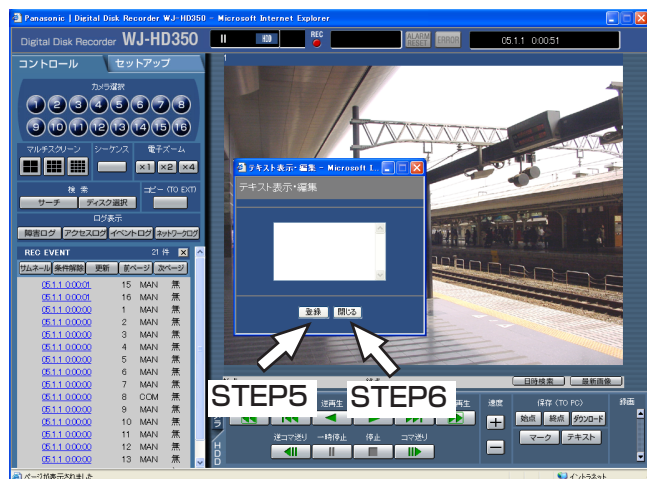 Panasonic | Digital Disk Recorder WJ-HD350 - Microsoft Internet Explorer
Digital Disk Recorder WJ-HD350
HDD
REC
ALARM RESET
ERROR
05.1.1 0:00:51
コントロール
セットアップ
カメラ選択
1 2 3 4 5 6 7 8
9 10 11 12 13 14 15 16
マルチスクリーン シーケンス 電子ズーム
×1 ×2 ×4
検索 コピー (TO EXT)
サーチ ディスク選択
ログ表示
障害ログ アクセスログ イベントログ ネットワークログ
REC EVENT 21 件 X
サムネール 条件解除 更新 前ページ 次ページ
05.1.1 0:00:01 15 MAN 無
05.1.1 0:00:01 16 MAN 無
05.1.1 0:00:00 1 MAN 無
05.1.1 0:00:00 2 MAN 無
05.1.1 0:00:00 3 MAN 無
05.1.1 0:00:00 4 MAN 無
05.1.1 0:00:00 5 MAN 無
05.1.1 0:00:00 6 MAN 無
05.1.1 0:00:00 7 MAN 無
05.1.1 0:00:00 8 COM 無
05.1.1 0:00:00 9 MAN 無
05.1.1 0:00:00 10 MAN 無
05.1.1 0:00:00 11 MAN 無
05.1.1 0:00:00 12 MAN 無
05.1.1 0:00:00 13 MAN 無
1
テキスト表示・編集 - Microsoft I...
テキスト表示・編集
登録 閉じる
STEP5 STEP6
日時検索 最新画像
逆再生 速度 保存 (TO PC) 録画
始点 終点 ダウンロード
マーク テキスト
逆コマ送り 一時停止 停止 コマ送り
HDD
ページが表示されました
イントラネット